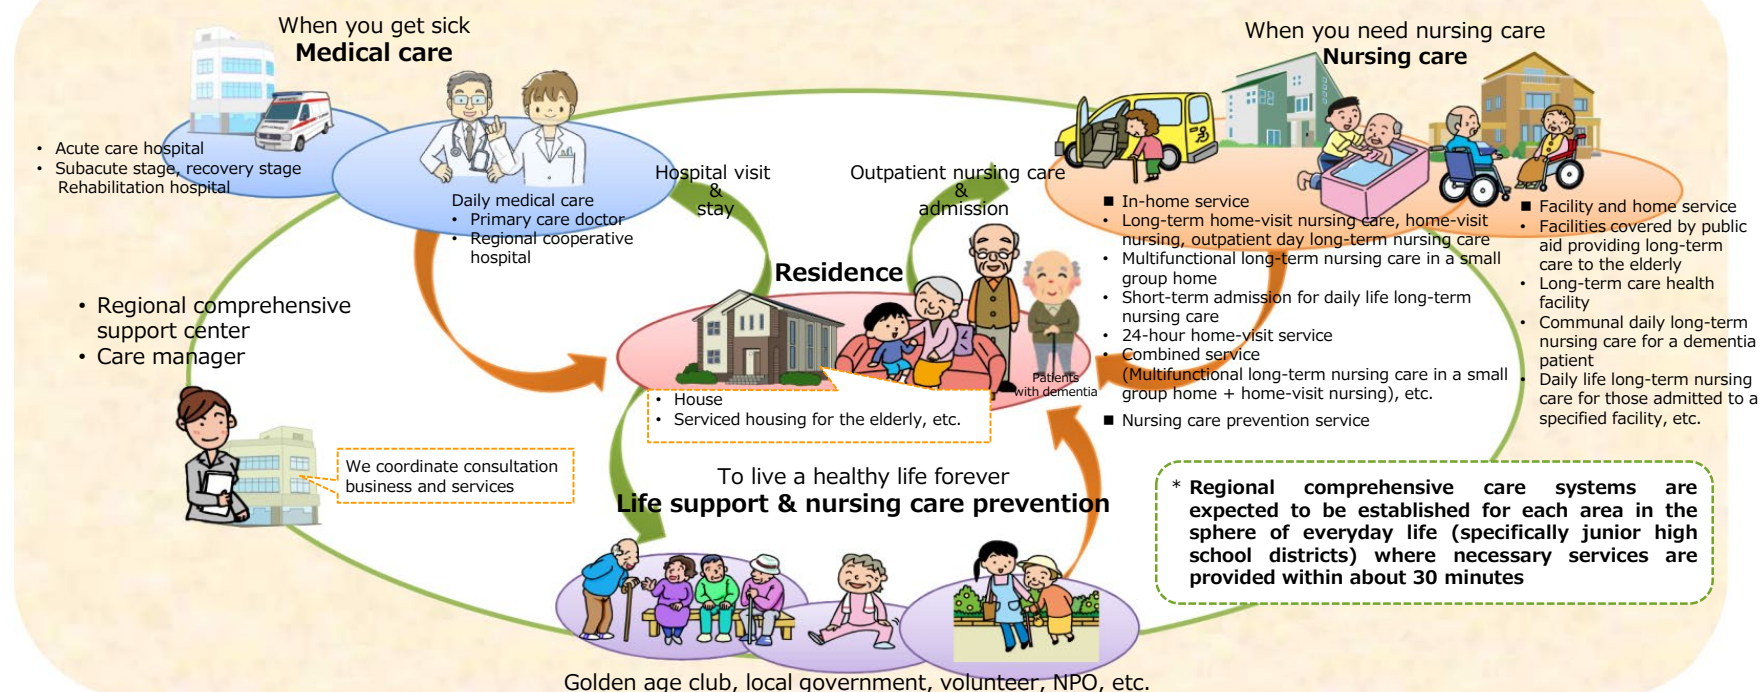 When you get sick
Medical care
• Acute care hospital
• Subacute stage, recovery stage
Rehabilitation hospital
Daily medical care
• Primary care doctor
• Regional cooperative
hospital
Hospital visit
&
stay
Outpatient nursing care
&
admission
When you need nursing care
Nursing care
■ In-home service
• Long-term home-visit nursing care, home-visit
nursing, outpatient day long-term nursing care
• Multifunctional long-term nursing care in a small
group home
• Short-term admission for daily life long-term
nursing care
• 24-hour home-visit service
• Combined service
(Multifunctional long-term nursing care in a small
group home + home-visit nursing), etc.
■ Nursing care prevention service
■ Facility and home service
• Facilities covered by public
aid providing long-term
care to the elderly
• Long-term care health
facility
• Communal daily long-term
nursing care for a dementia
patient
• Daily life long-term nursing
care for those admitted to a
specified facility, etc.
• Regional comprehensive
support center
• Care manager
We coordinate consultation
business and services
Residence
Patients
with dementia
• House
• Serviced housing for the elderly, etc.
To live a healthy life forever
Life support & nursing care prevention
* Regional comprehensive care systems are
expected to be established for each area in the
sphere of everyday life (specifically junior high
school districts) where necessary services are
provided within about 30 minutes
Golden age club, local government, volunteer, NPO, etc.